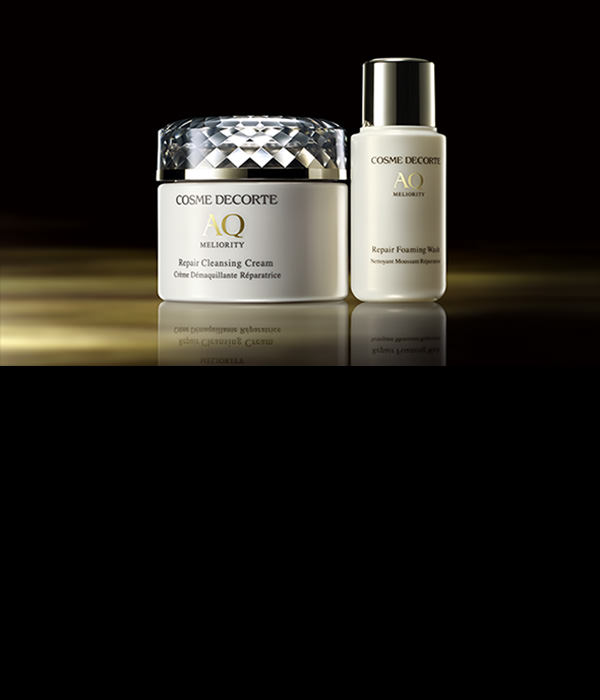 COSME DECORTE
AQ
MELIORITY
Repair Cleansing Cream
Crème Démaquillante Réparatrice
COSME DECORTE
AQ
MELIORITY
Repair Foaming Wash
Nettoyant Moussant Réparateur